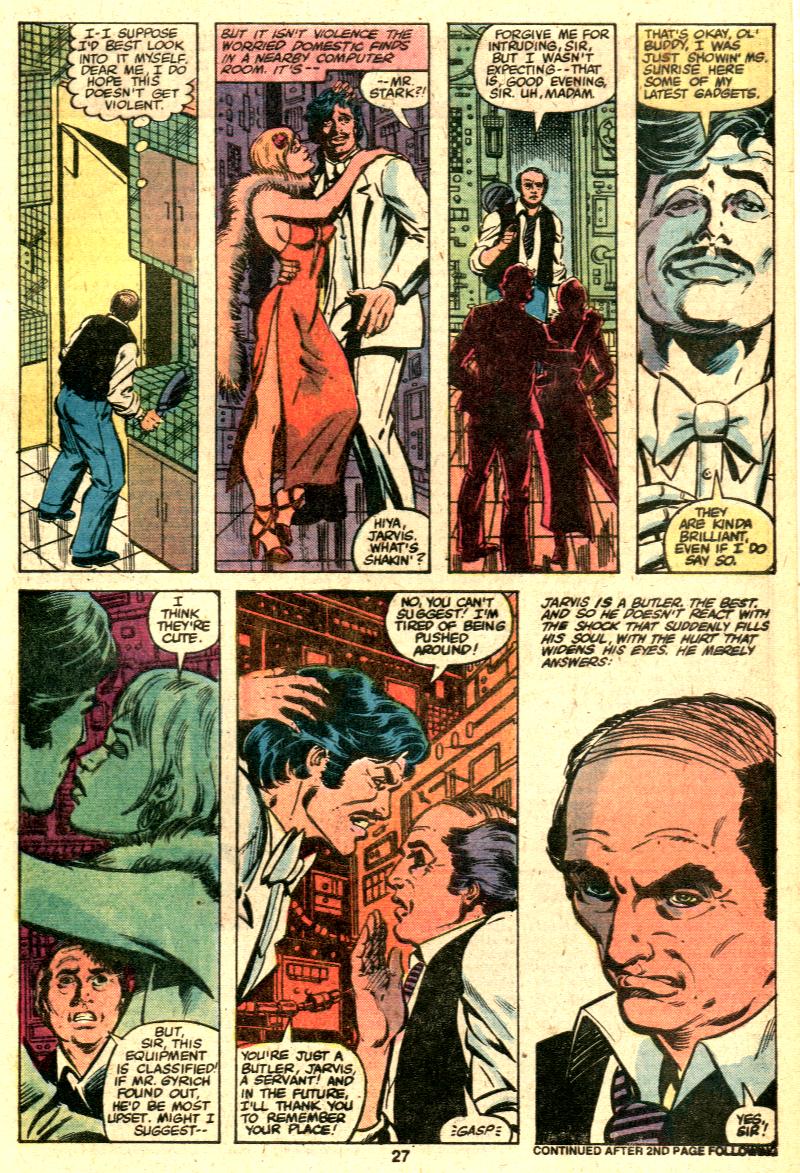 I-I SUPPOSE
I'D BEST LOOK
INTO IT MYSELF.
DEAR ME, I DO
HOPE THIS
DOESN'T GET
VIOLENT.
BUT IT ISN'T VIOLENCE THE
WORRIED DOMESTIC FINDS
IN A NEARBY COMPUTER
ROOM. IT'S--
--MR.
STARK?!
HIYA,
JARVIS.
WHAT'S
SHAKIN'?
FORGIVE ME FOR
INTRUDING, SIR,
BUT I WASN'T
EXPECTING--THAT
IS, GOOD EVENING,
SIR. UH, MADAM.
THAT'S OKAY, OL'
BUDDY, I WAS
JUST SHOWIN' MS.
SUNRISE HERE
SOME OF MY
LATEST GADGETS.
THEY
ARE KINDA
BRILLIANT,
EVEN IF I DO
SAY SO.
I
THINK
THEY'RE
CUTE.
BUT,
SIR, THIS
EQUIPMENT
IS CLASSIFIED!
IF MR. GYRICH
FOUND OUT,
HE'D BE MOST
UPSET. MIGHT I
SUGGEST--
NO, YOU CAN'T
SUGGEST! I'M
TIRED OF BEING
PUSHED
AROUND!
YOU'RE JUST A
BUTLER, JARVIS,
A SERVANT! AND
IN THE FUTURE,
I'LL THANK YOU
TO REMEMBER
YOUR PLACE!
GASP
JARVIS IS A BUTLER. THE BEST.
AND SO HE DOESN'T REACT WITH
THE SHOCK THAT SUDDENLY FILLS
HIS SOUL, WITH THE HURT THAT
WIDENS HIS EYES. HE MERELY
ANSWERS:
YES,
SIR!
27
CONTINUED AFTER 2ND PAGE FOLLOWING